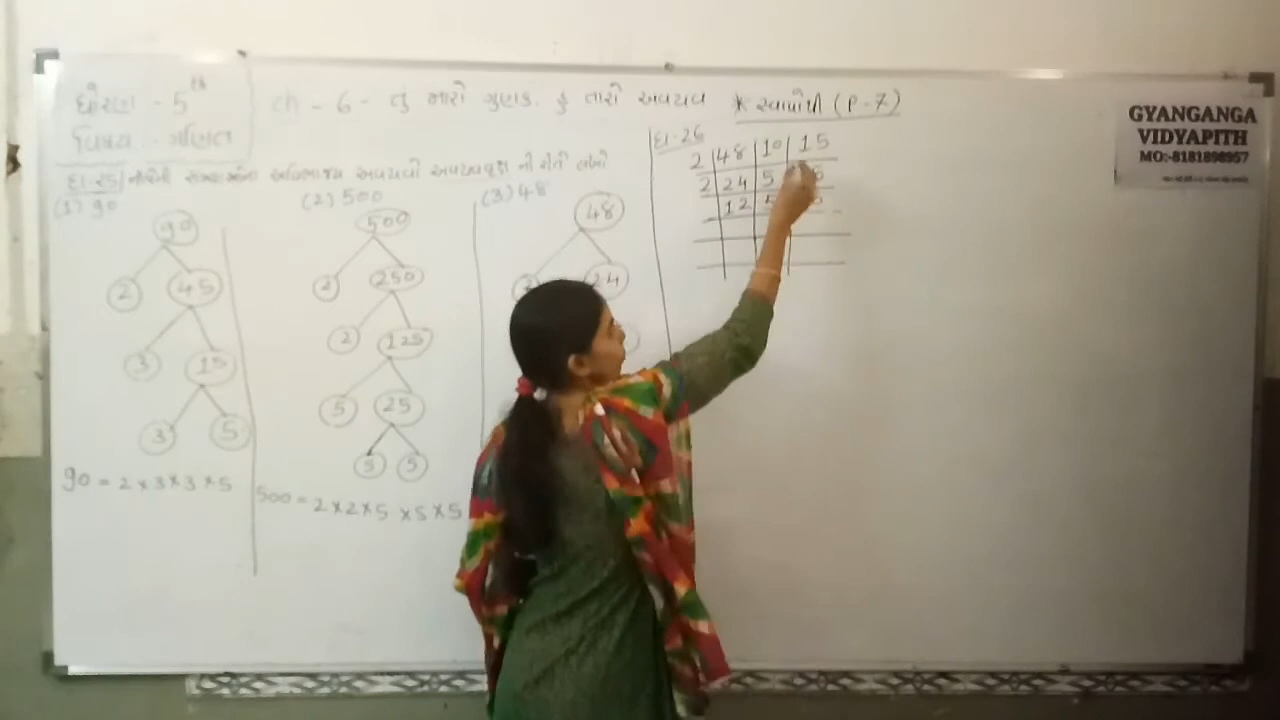 ધોરણ - 5th
વિષય - ગણિત
ch - 6 - તું મારો ગુણક, હું તારો અવયવ * સ્વાપોથી (P-7)
દા-25 નીચેની સંખ્યાઓના અવિભાજ્ય અવયવો અવયવવૃક્ષ ની રીતે લખો
(1) 90
90
2 45
3 15
3 5
90 = 2 × 3 × 3 × 5
(2) 500
500
2 250
2 125
5 25
5 5
500 = 2 × 2 × 5 × 5 × 5
(3) 48
48
24
દા-26
2 48 10 15
2 24 5
12
GYANGANGA
VIDYAPITH
MO:-8181898957